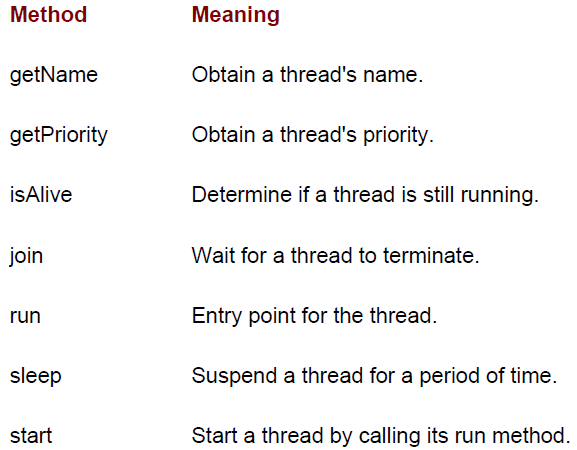 Method Meaning
getName Obtain a thread's name.
getPriority Obtain a thread's priority.
isAlive Determine if a thread is still running.
join Wait for a thread to terminate.
run Entry point for the thread.
sleep Suspend a thread for a period of time.
start Start a thread by calling its run method.